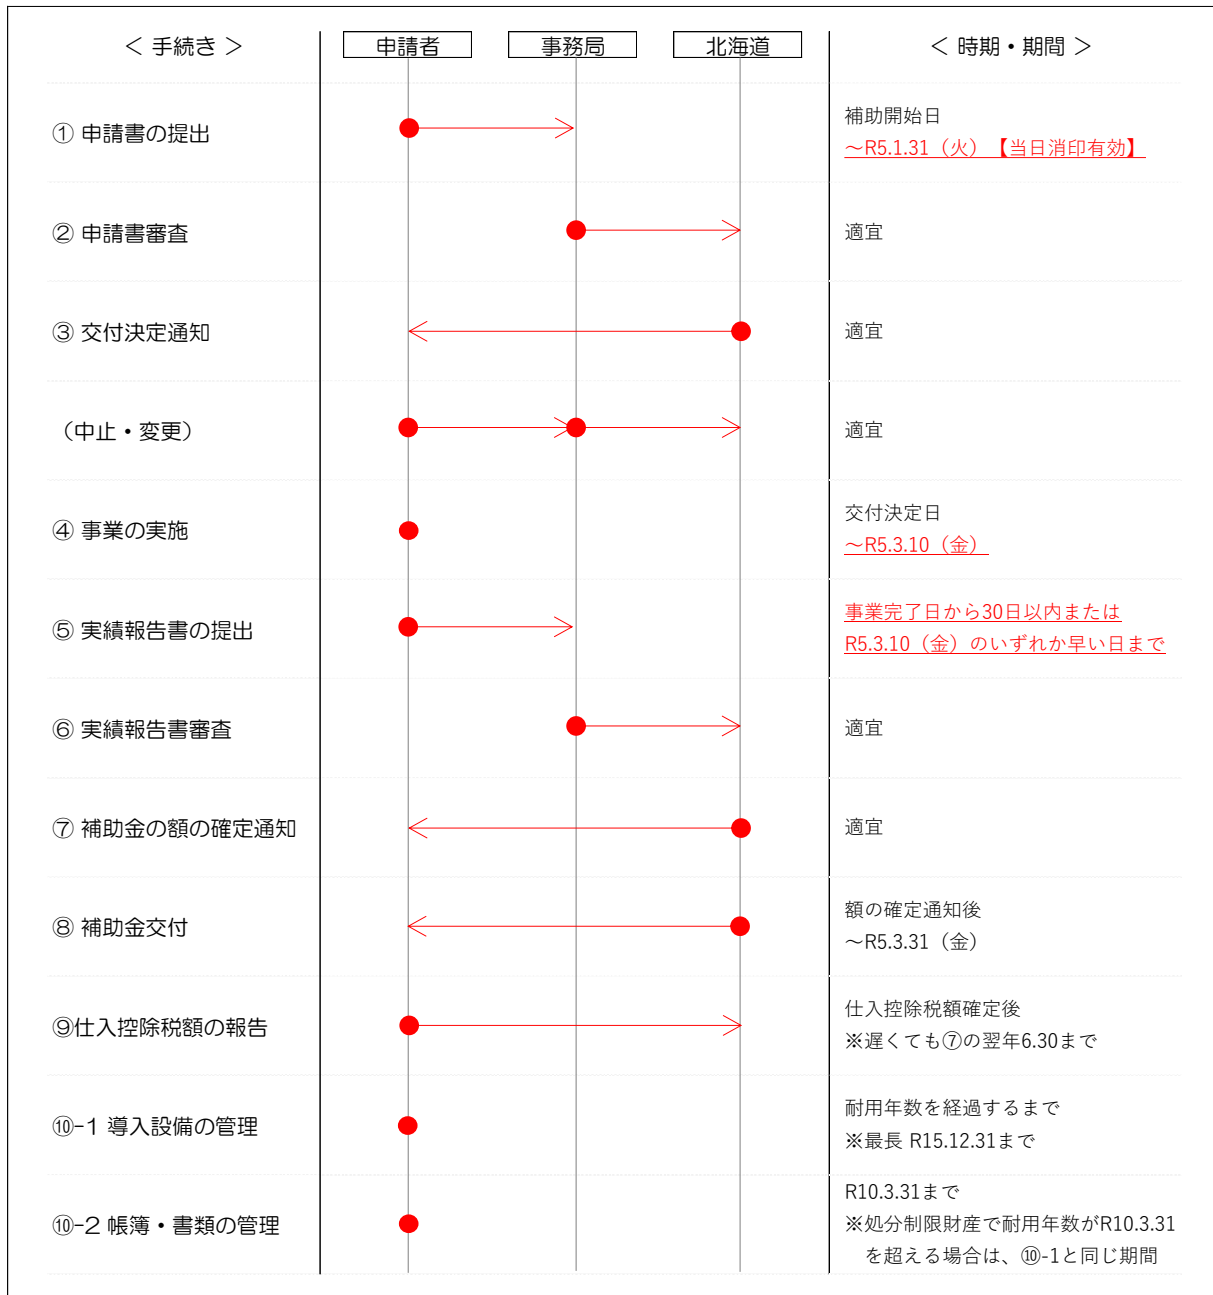 ＜ 手続き ＞ 申請者 事務局 北海道 ＜ 時期・期間 ＞
① 申請書の提出
補助開始日
～R5.1.31（火）【当日消印有効】
② 申請書審査
適宜
③ 交付決定通知
適宜
（中止・変更）
適宜
④ 事業の実施
交付決定日
～R5.3.10（金）
⑤ 実績報告書の提出
事業完了日から30日以内または
R5.3.10（金）のいずれか早い日まで
⑥ 実績報告書審査
適宜
⑦ 補助金の額の確定通知
適宜
⑧ 補助金交付
額の確定通知後
～R5.3.31（金）
⑨仕入控除税額の報告
仕入控除税額確定後
※遅くても⑦の翌年6.30まで
⑩-1 導入設備の管理
耐用年数を経過するまで
※最長 R15.12.31まで
⑩-2 帳簿・書類の管理
R10.3.31まで
※処分制限財産で耐用年数がR10.3.31
を超える場合は、⑩-1と同じ期間